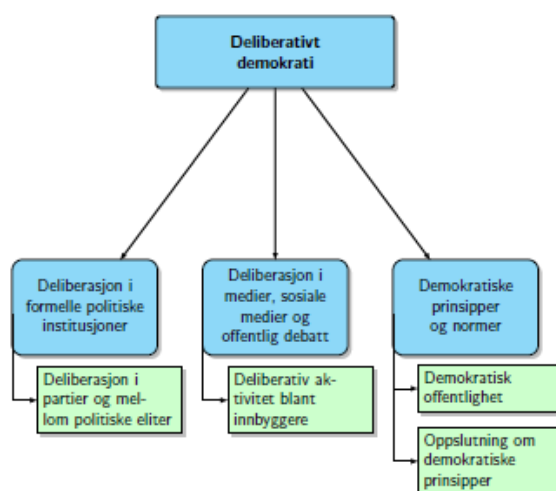 Deliberativt
demokrati
Deliberasjon i
formelle politiske
institusjoner
Deliberasjon i
medier, sosiale
medier og
offentlig debatt
Demokratiske
prinsipper
og normer
Deliberasjon i
partier og mel-
lom politiske eliter
Deliberativ ak-
tivitet blant
innbyggere
Demokratisk
offentlighet
Oppslutning om
demokratiske
prinsipper